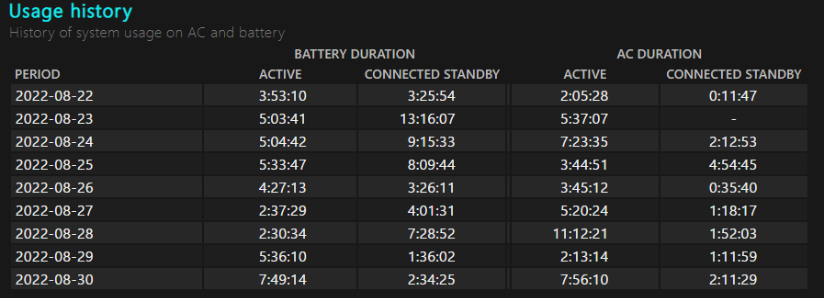 Usage history
History of system usage on AC and battery
BATTERY DURATION AC DURATION
PERIOD ACTIVE CONNECTED STANDBY ACTIVE CONNECTED STANDBY
2022-08-22 3:53:10 3:25:54 2:05:28 0:11:47
2022-08-23 5:03:41 13:16:07 5:37:07 -
2022-08-24 5:04:42 9:15:33 7:23:35 2:12:53
2022-08-25 5:33:47 8:09:44 3:44:51 4:54:45
2022-08-26 4:27:13 3:26:11 3:45:12 0:35:40
2022-08-27 2:37:29 4:01:31 5:20:24 1:18:17
2022-08-28 2:30:34 7:28:52 11:12:21 1:52:03
2022-08-29 5:36:10 1:36:02 2:13:14 1:11:59
2022-08-30 7:49:14 2:34:25 7:56:10 2:11:29